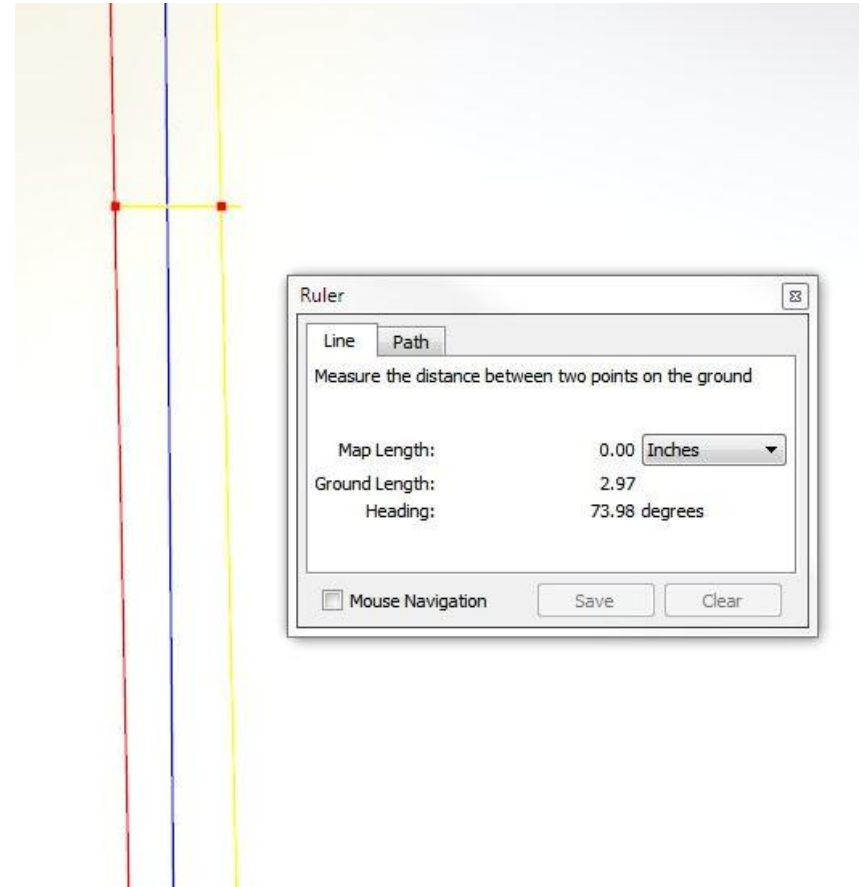 Ruler
Line Path
Measure the distance between two points on the ground
Map Length: 0.00 Inches
Ground Length: 2.97
Heading: 73.98 degrees
Mouse Navigation Save Clear